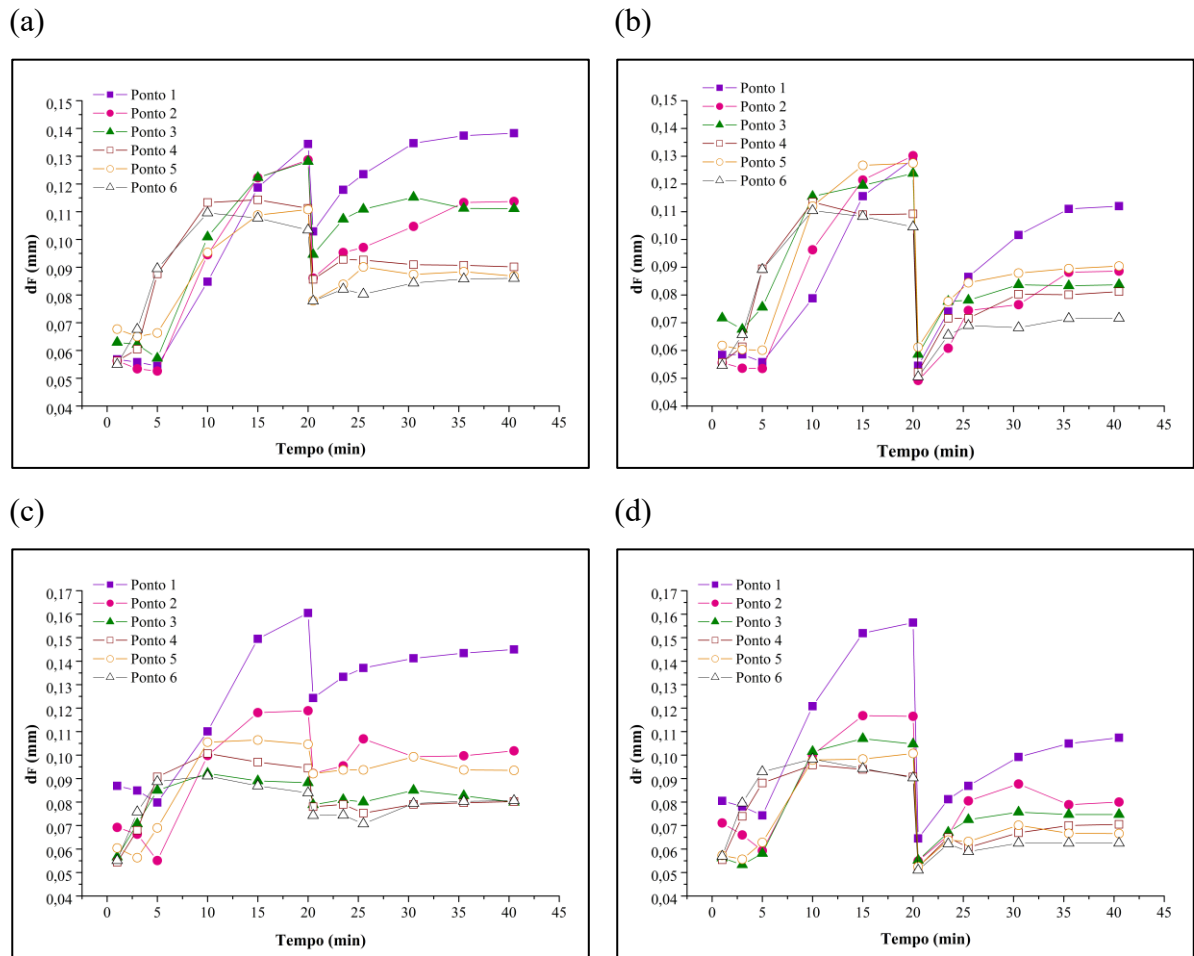 (a)
Ponto 1
Ponto 2
Ponto 3
Ponto 4
Ponto 5
Ponto 6
0,15
0,14
0,13
0,12
0,11
0,10
0,09
0,08
0,07
0,06
0,05
0,04
dF (mm)
0 5 10 15 20 25 30 35 40 45
Tempo (min)
(b)
Ponto 1
Ponto 2
Ponto 3
Ponto 4
Ponto 5
Ponto 6
0,15
0,14
0,13
0,12
0,11
0,10
0,09
0,08
0,07
0,06
0,05
0,04
dF (mm)
0 5 10 15 20 25 30 35 40 45
Tempo (min)
(c)
Ponto 1
Ponto 2
Ponto 3
Ponto 4
Ponto 5
Ponto 6
0,17
0,16
0,15
0,14
0,13
0,12
0,11
0,10
0,09
0,08
0,07
0,06
0,05
0,04
dF (mm)
0 5 10 15 20 25 30 35 40 45
Tempo (min)
(d)
Ponto 1
Ponto 2
Ponto 3
Ponto 4
Ponto 5
Ponto 6
0,17
0,16
0,15
0,14
0,13
0,12
0,11
0,10
0,09
0,08
0,07
0,06
0,05
0,04
dF (mm)
0 5 10 15 20 25 30 35 40 45
Tempo (min)